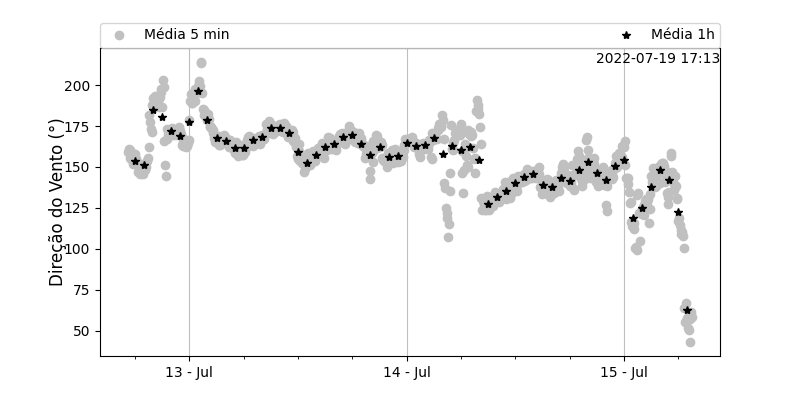 Média 5 min
Média 1h
2022-07-19 17:13
Direção do Vento (°)
200
175
150
125
100
75
50
13 - Jul
14 - Jul
15 - Jul